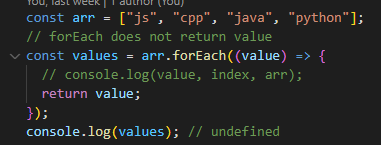 You, last week | 1 author (You)
const arr = ["js", "cpp", "java", "python"];
// forEach does not return value
const values = arr.forEach((value) => {
// console.log(value, index, arr);
return value;
});
console.log(values); // undefined